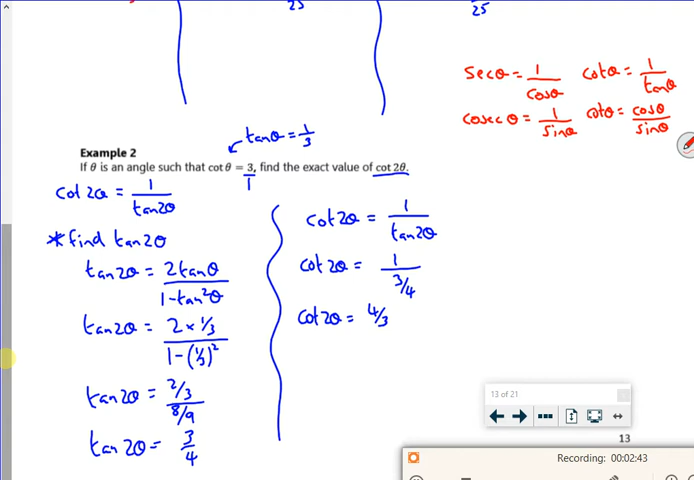 25
25
secθ = 1/cosθ cotθ = 1/tanθ
cosecθ = 1/sinθ cotθ = cosθ/sinθ
tanθ = 1/3
Example 2
If θ is an angle such that cot θ = 3/1, find the exact value of cot 2θ.
cot2θ = 1/tan2θ
*find tan2θ
tan2θ = 2tanθ/1-tan²θ
tan2θ = 2 × 1/3/1-(1/3)²
tan2θ = 2/3/8/9
tan2θ = 3/4
cot2θ = 1/tan2θ
cot2θ = 1/3/4
cot2θ = 4/3
13 of 21
13
Recording: 00:02:43